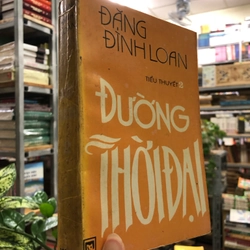 ĐẶNG
ĐÌNH LOAN
TIỂU THUYẾT
ĐƯỜNG
THỜI ĐẠI